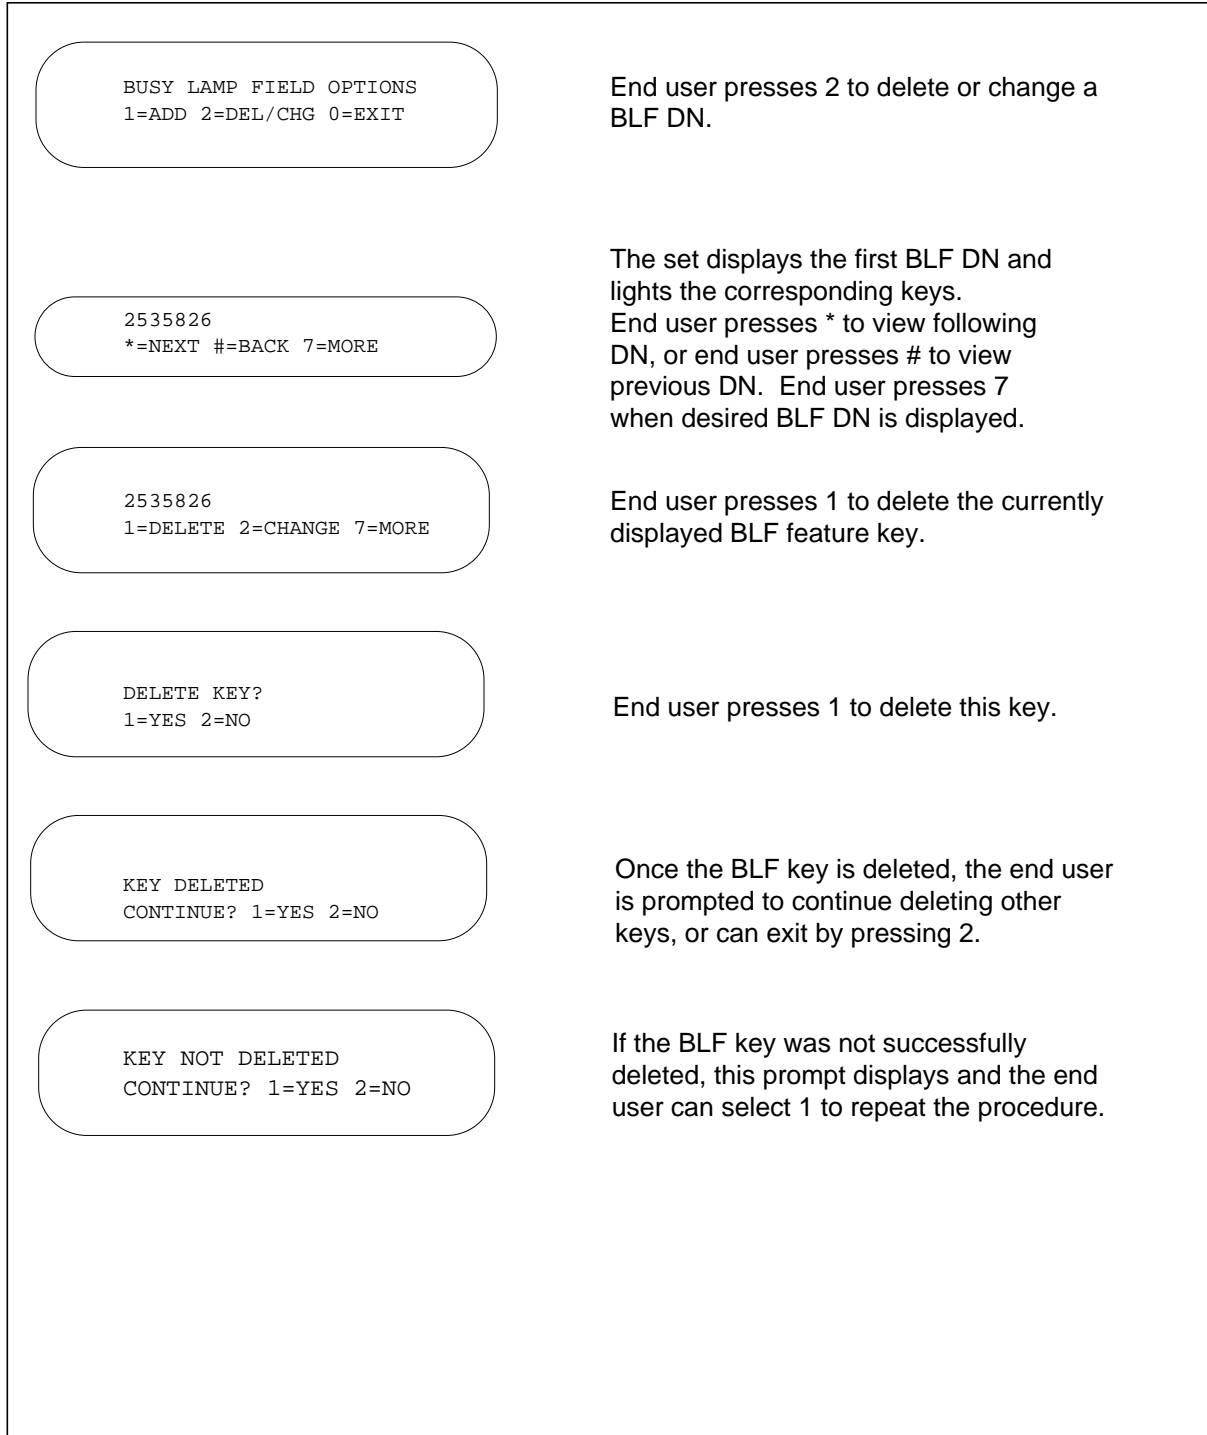 BUSY LAMP FIELD OPTIONS
1=ADD 2=DEL/CHG 0=EXIT
End user presses 2 to delete or change a
BLF DN.
2535826
*=NEXT #=BACK 7=MORE
The set displays the first BLF DN and
lights the corresponding keys.
End user presses * to view following
DN, or end user presses # to view
previous DN. End user presses 7
when desired BLF DN is displayed.
2535826
1=DELETE 2=CHANGE 7=MORE
End user presses 1 to delete the currently
displayed BLF feature key.
DELETE KEY?
1=YES 2=NO
End user presses 1 to delete this key.
KEY DELETED
CONTINUE? 1=YES 2=NO
Once the BLF key is deleted, the end user
is prompted to continue deleting other
keys, or can exit by pressing 2.
KEY NOT DELETED
CONTINUE? 1=YES 2=NO
If the BLF key was not successfully
deleted, this prompt displays and the end
user can select 1 to repeat the procedure.